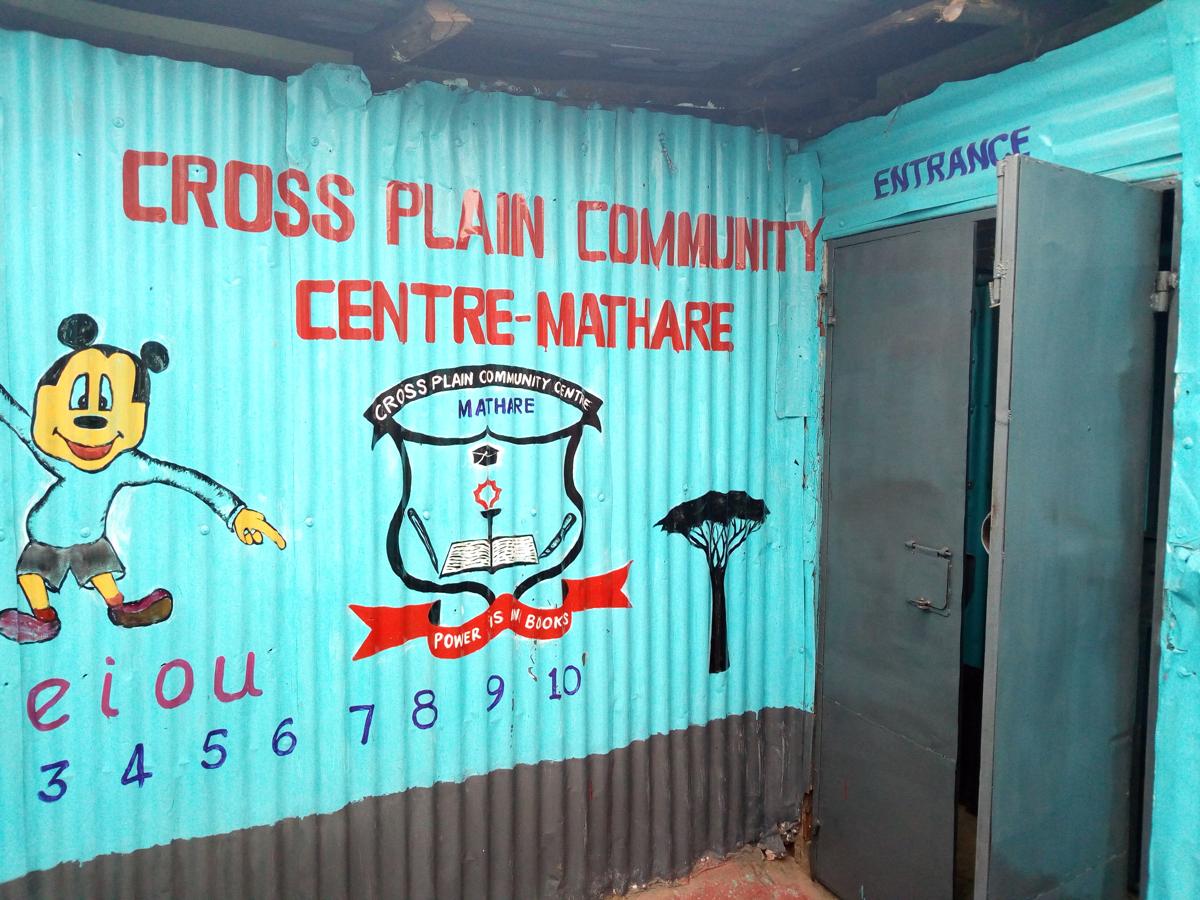 CROSS PLAIN COMMUNITY
CENTRE-MATHARE
ENTRANCE
CROSS PLAIN COMMUNITY CENTRE
MATHARE
POWER IS IN BOOKS
e i o u
3 4 5 6 7 8 9 10